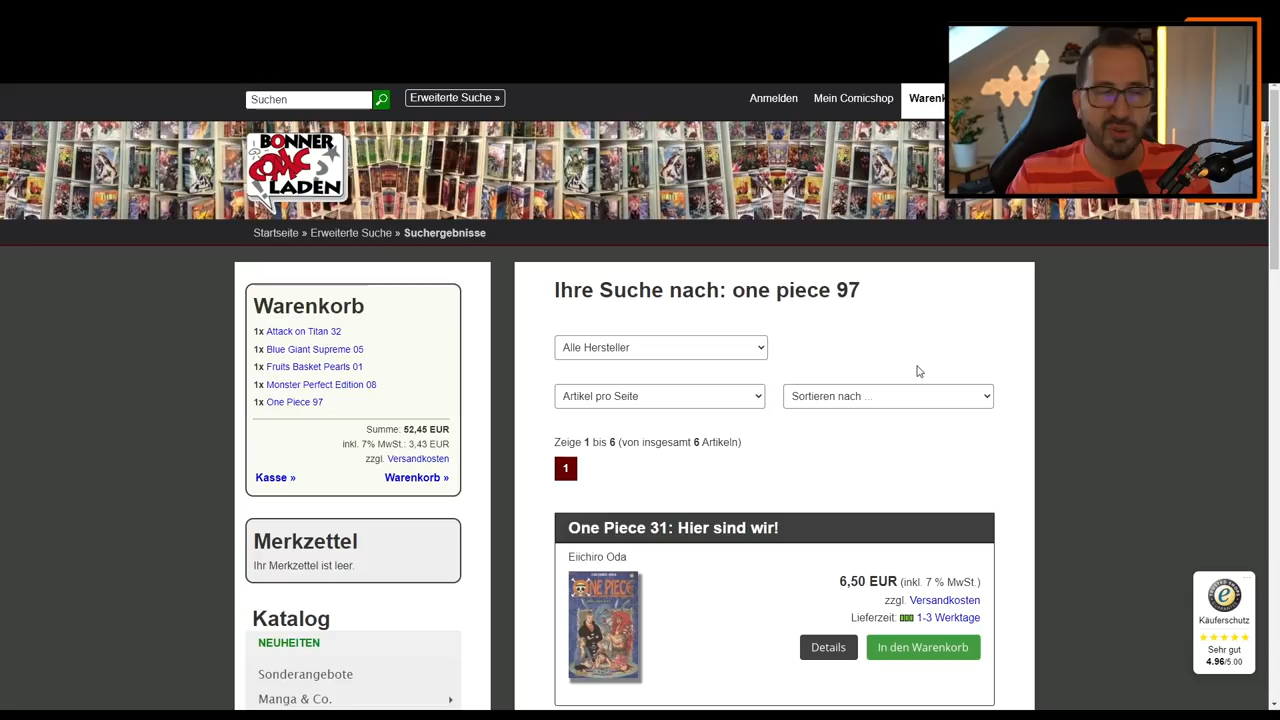 Suchen
Erweiterte Suche »
Anmelden
Mein Comicshop
BONNER
COMIC
LADEN
Startseite » Erweiterte Suche » Suchergebnisse
Warenkorb
1x Attack on Titan 32
1x Blue Giant Supreme 05
1x Fruits Basket Pearls 01
1x Monster Perfect Edition 08
1x One Piece 97
Summe: 52,45 EUR
inkl. 7% MwSt.: 3,43 EUR
zzgl. Versandkosten
Kasse »
Warenkorb »
Merkzettel
Ihr Merkzettel ist leer.
Katalog
NEUHEITEN
Sonderangebote
Manga & Co.
Ihre Suche nach: one piece 97
Alle Hersteller
Artikel pro Seite
Sortieren nach ...
Zeige 1 bis 6 (von insgesamt 6 Artikeln)
1
One Piece 31: Hier sind wir!
Eiichiro Oda
ONE PIECE
6,50 EUR (inkl. 7 % MwSt.)
zzgl. Versandkosten
Lieferzeit: 1-3 Werktage
Details
In den Warenkorb
Käuferschutz
Sehr gut
4.96/5.00